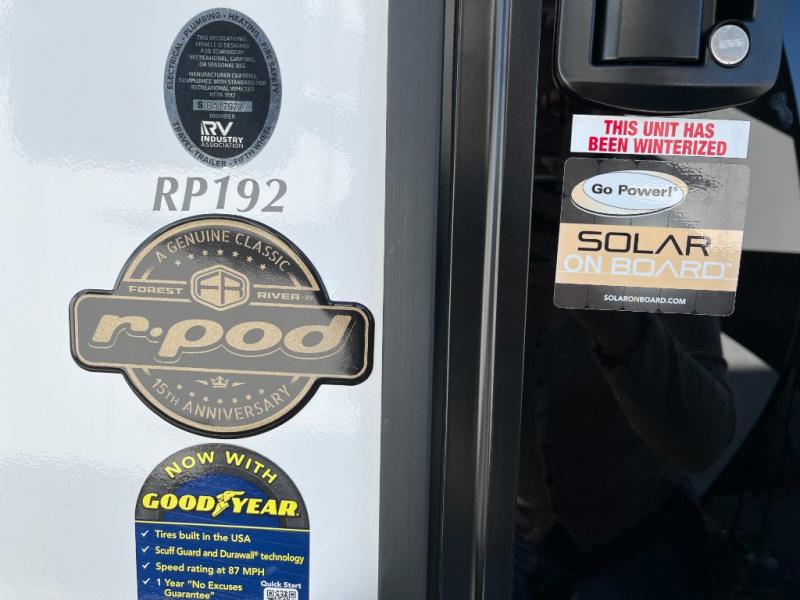 ELECTRICAL • PLUMBING • HEATING • FIRE SAFETY
THIS RECREATIONAL
VEHICLE IS DESIGNED
FOR TEMPORARY
RECREATIONAL, CAMPING,
OR SEASONAL USE
MANUFACTURER CERTIFIES
COMPLIANCE WITH STANDARD FOR
RECREATIONAL VEHICLES
NFPA 1192
MEMBER
RV
INDUSTRY
ASSOCIATION
TRAVEL TRAILER • FIFTH WHEEL
RP192
A GENUINE CLASSIC
FOREST RIVER RV
r•pod
15TH ANNIVERSARY
NOW WITH
GOODYEAR
✓ Tires built in the USA
✓ Scuff Guard and Durawall® technology
✓ Speed rating at 87 MPH
✓ 1 Year "No Excuses
Guarantee"
Quick Start
THIS UNIT HAS
BEEN WINTERIZED
Go Power!®
SOLAR
ON BOARD™
SOLARONBOARD.COM